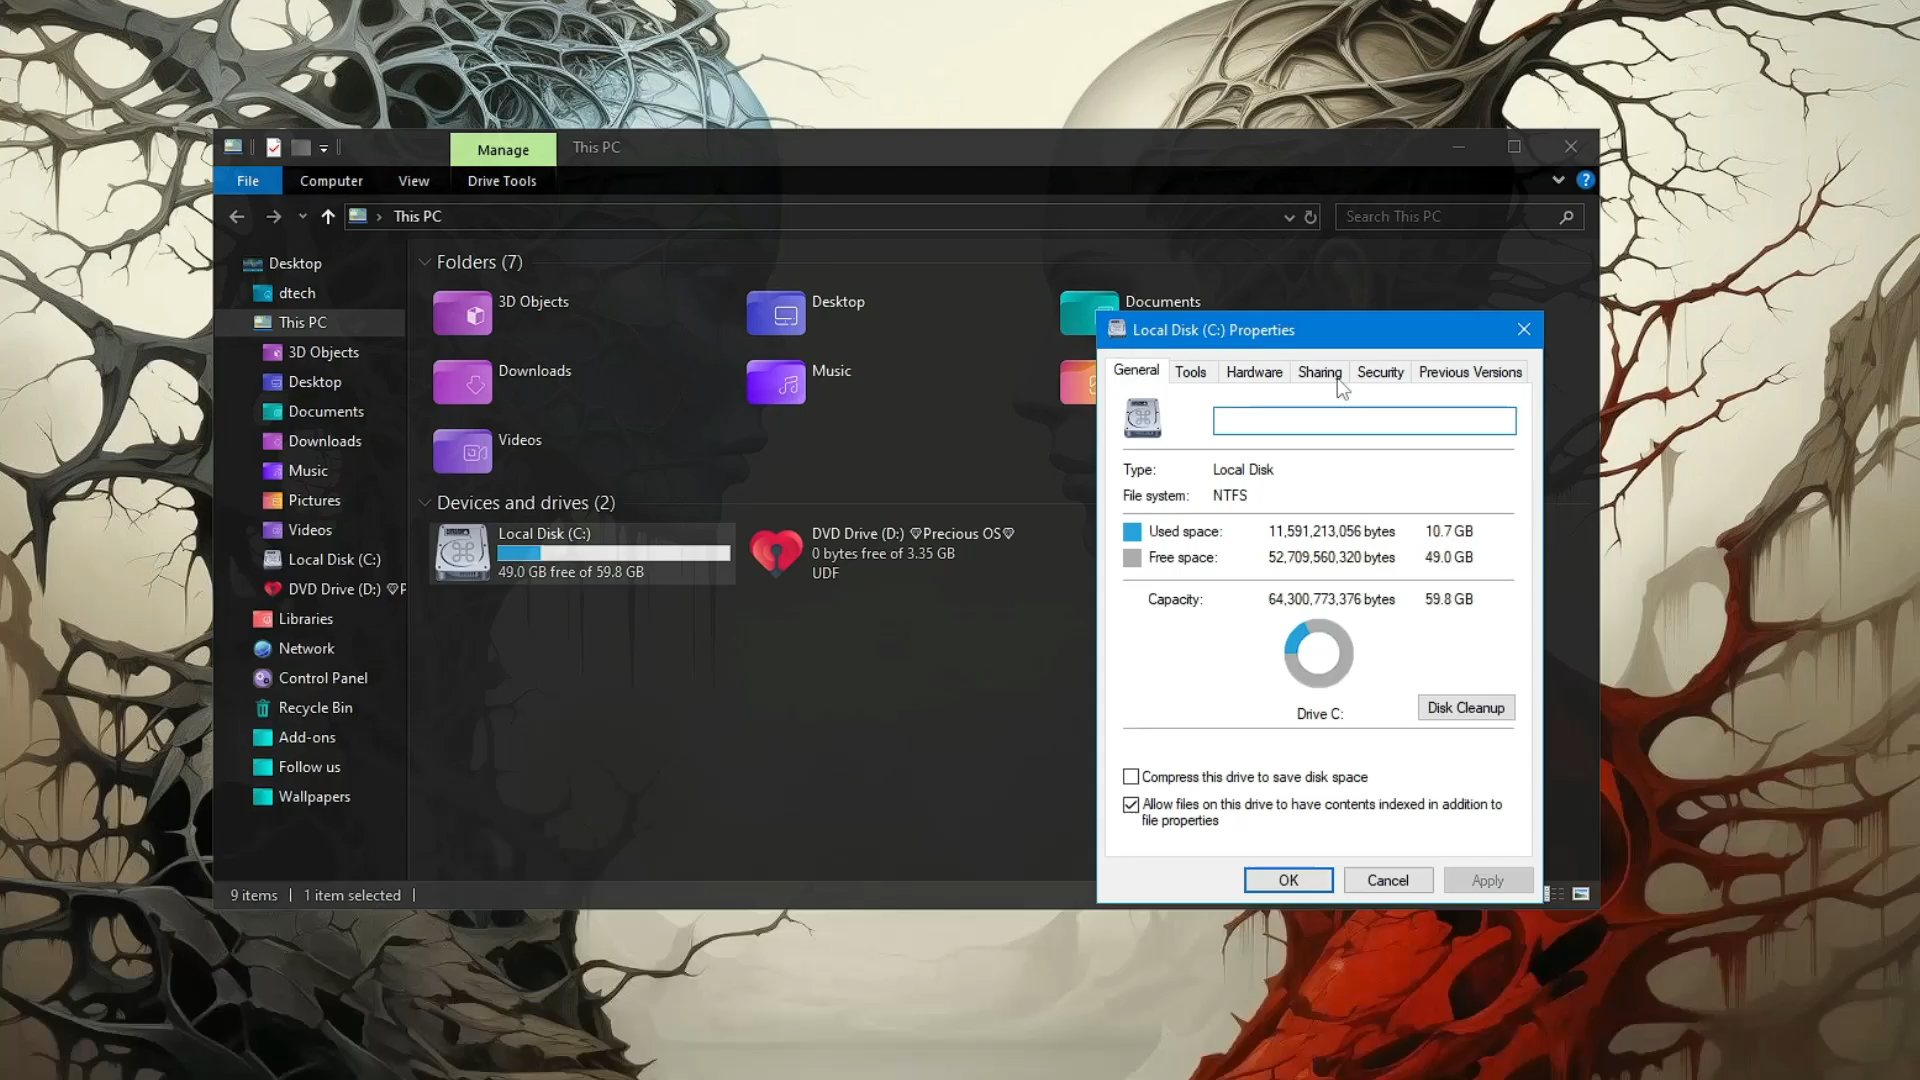 Manage
This PC
File
Computer
View
Drive Tools
This PC
Search This PC
Desktop
dtech
This PC
3D Objects
Desktop
Documents
Downloads
Music
Pictures
Videos
Local Disk (C:)
DVD Drive (D:) ♡P
Libraries
Network
Control Panel
Recycle Bin
Add-ons
Follow us
Wallpapers
Folders (7)
3D Objects
Desktop
Documents
Downloads
Music
Videos
Devices and drives (2)
Local Disk (C:)
49.0 GB free of 59.8 GB
DVD Drive (D:) ♡Precious OS♡
0 bytes free of 3.35 GB
UDF
9 items
1 item selected
Local Disk (C:) Properties
General
Tools
Hardware
Sharing
Security
Previous Versions
Type: Local Disk
File system: NTFS
Used space: 11,591,213,056 bytes 10.7 GB
Free space: 52,709,560,320 bytes 49.0 GB
Capacity: 64,300,773,376 bytes 59.8 GB
Drive C:
Disk Cleanup
Compress this drive to save disk space
Allow files on this drive to have contents indexed in addition to
file properties
OK
Cancel
Apply